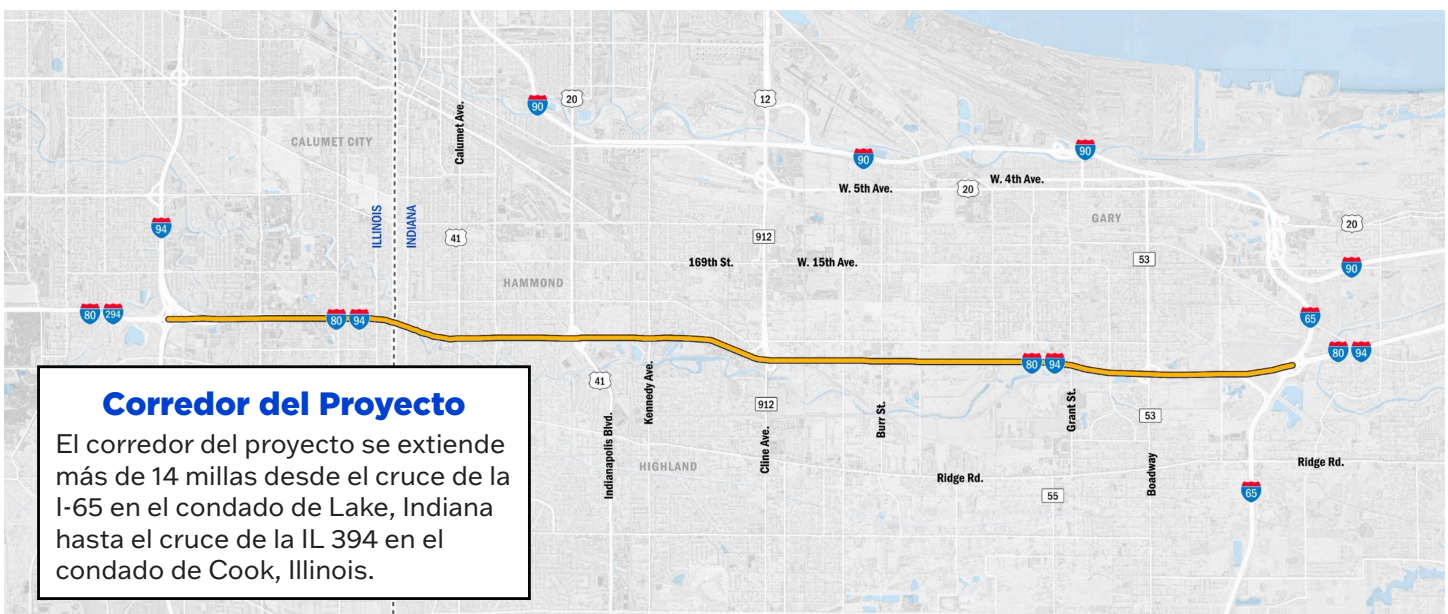 90
20
12
CALUMET CITY
Calumet Ave.
90
90
W. 5th Ave.
20
W. 4th Ave.
GARY
94
ILLINOIS
INDIANA
41
912
20
169th St.
W. 15th Ave.
53
90
HAMMOND
65
80 294
80 94
80 94
80 94
41
Kennedy Ave.
912
Burr St.
Grant St.
53
Indianapolis Blvd.
Cline Ave.
Boadway
HIGHLAND
Ridge Rd.
Ridge Rd.
55
65
Corredor del Proyecto
El corredor del proyecto se extiende
más de 14 millas desde el cruce de la
I-65 en el condado de Lake, Indiana
hasta el cruce de la IL 394 en el
condado de Cook, Illinois.